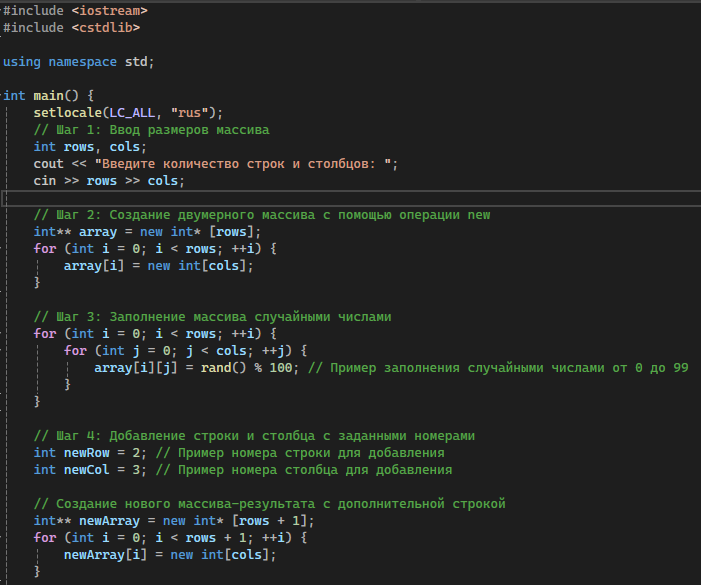 #include <iostream>
#include <cstdlib>
using namespace std;
int main() {
setlocale(LC_ALL, "rus");
// Шаг 1: Ввод размеров массива
int rows, cols;
cout << "Введите количество строк и столбцов: ";
cin >> rows >> cols;
// Шаг 2: Создание двумерного массива с помощью операции new
int** array = new int* [rows];
for (int i = 0; i < rows; ++i) {
array[i] = new int[cols];
}
// Шаг 3: Заполнение массива случайными числами
for (int i = 0; i < rows; ++i) {
for (int j = 0; j < cols; ++j) {
array[i][j] = rand() % 100; // Пример заполнения случайными числами от 0 до 99
}
}
// Шаг 4: Добавление строки и столбца с заданными номерами
int newRow = 2; // Пример номера строки для добавления
int newCol = 3; // Пример номера столбца для добавления
// Создание нового массива-результата с дополнительной строкой
int** newArray = new int* [rows + 1];
for (int i = 0; i < rows + 1; ++i) {
newArray[i] = new int[cols];
}